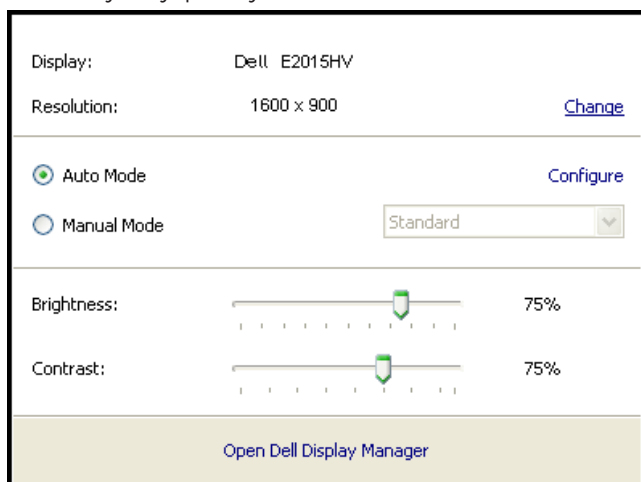 Display: Dell E2015HV
Resolution: 1600 x 900 Change
Auto Mode Configure
Manual Mode Standard
Brightness: 75%
Contrast: 75%
Open Dell Display Manager